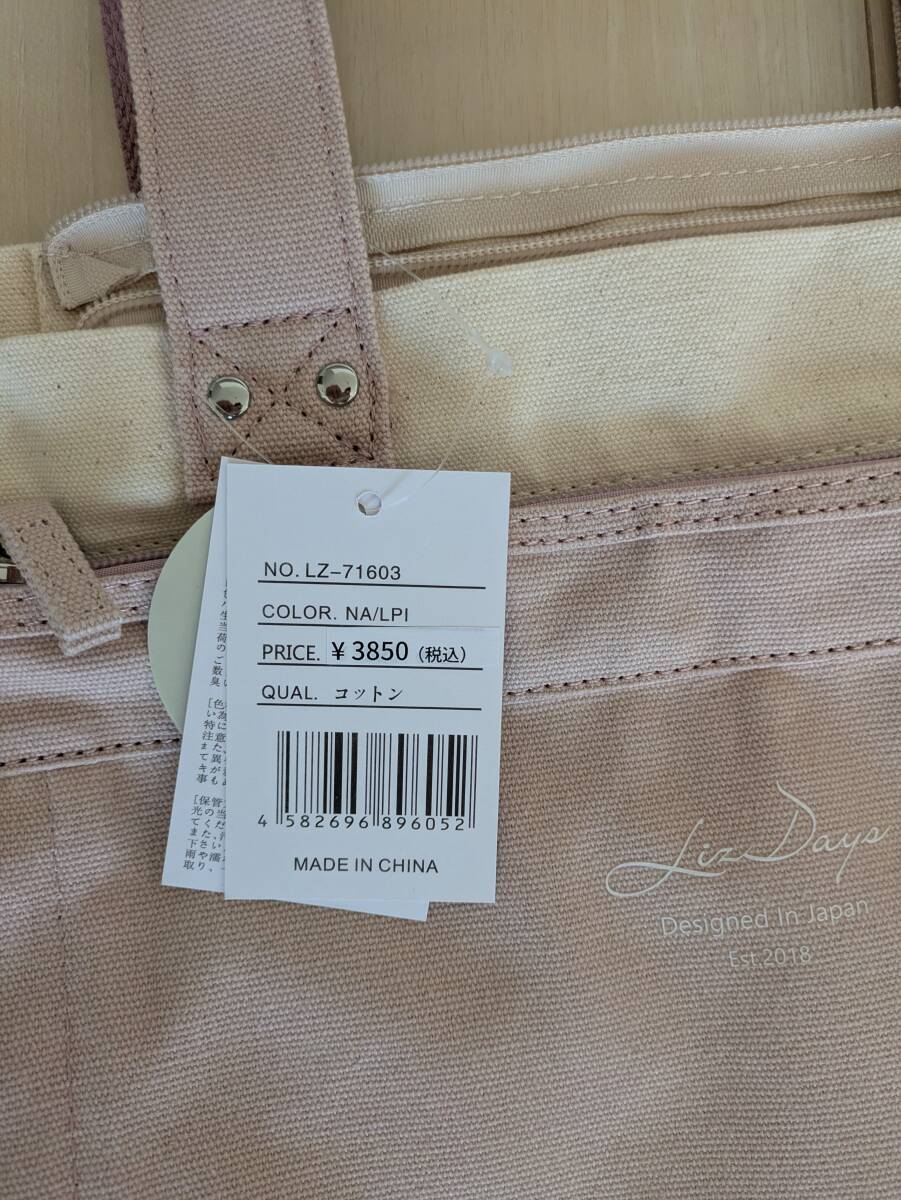 NO. LZ-71603
COLOR. NA/LPI
PRICE. ¥3850（税込）
QUAL. コットン
4 582696 896052
MADE IN CHINA
Liz Days
Designed In Japan
Est.2018